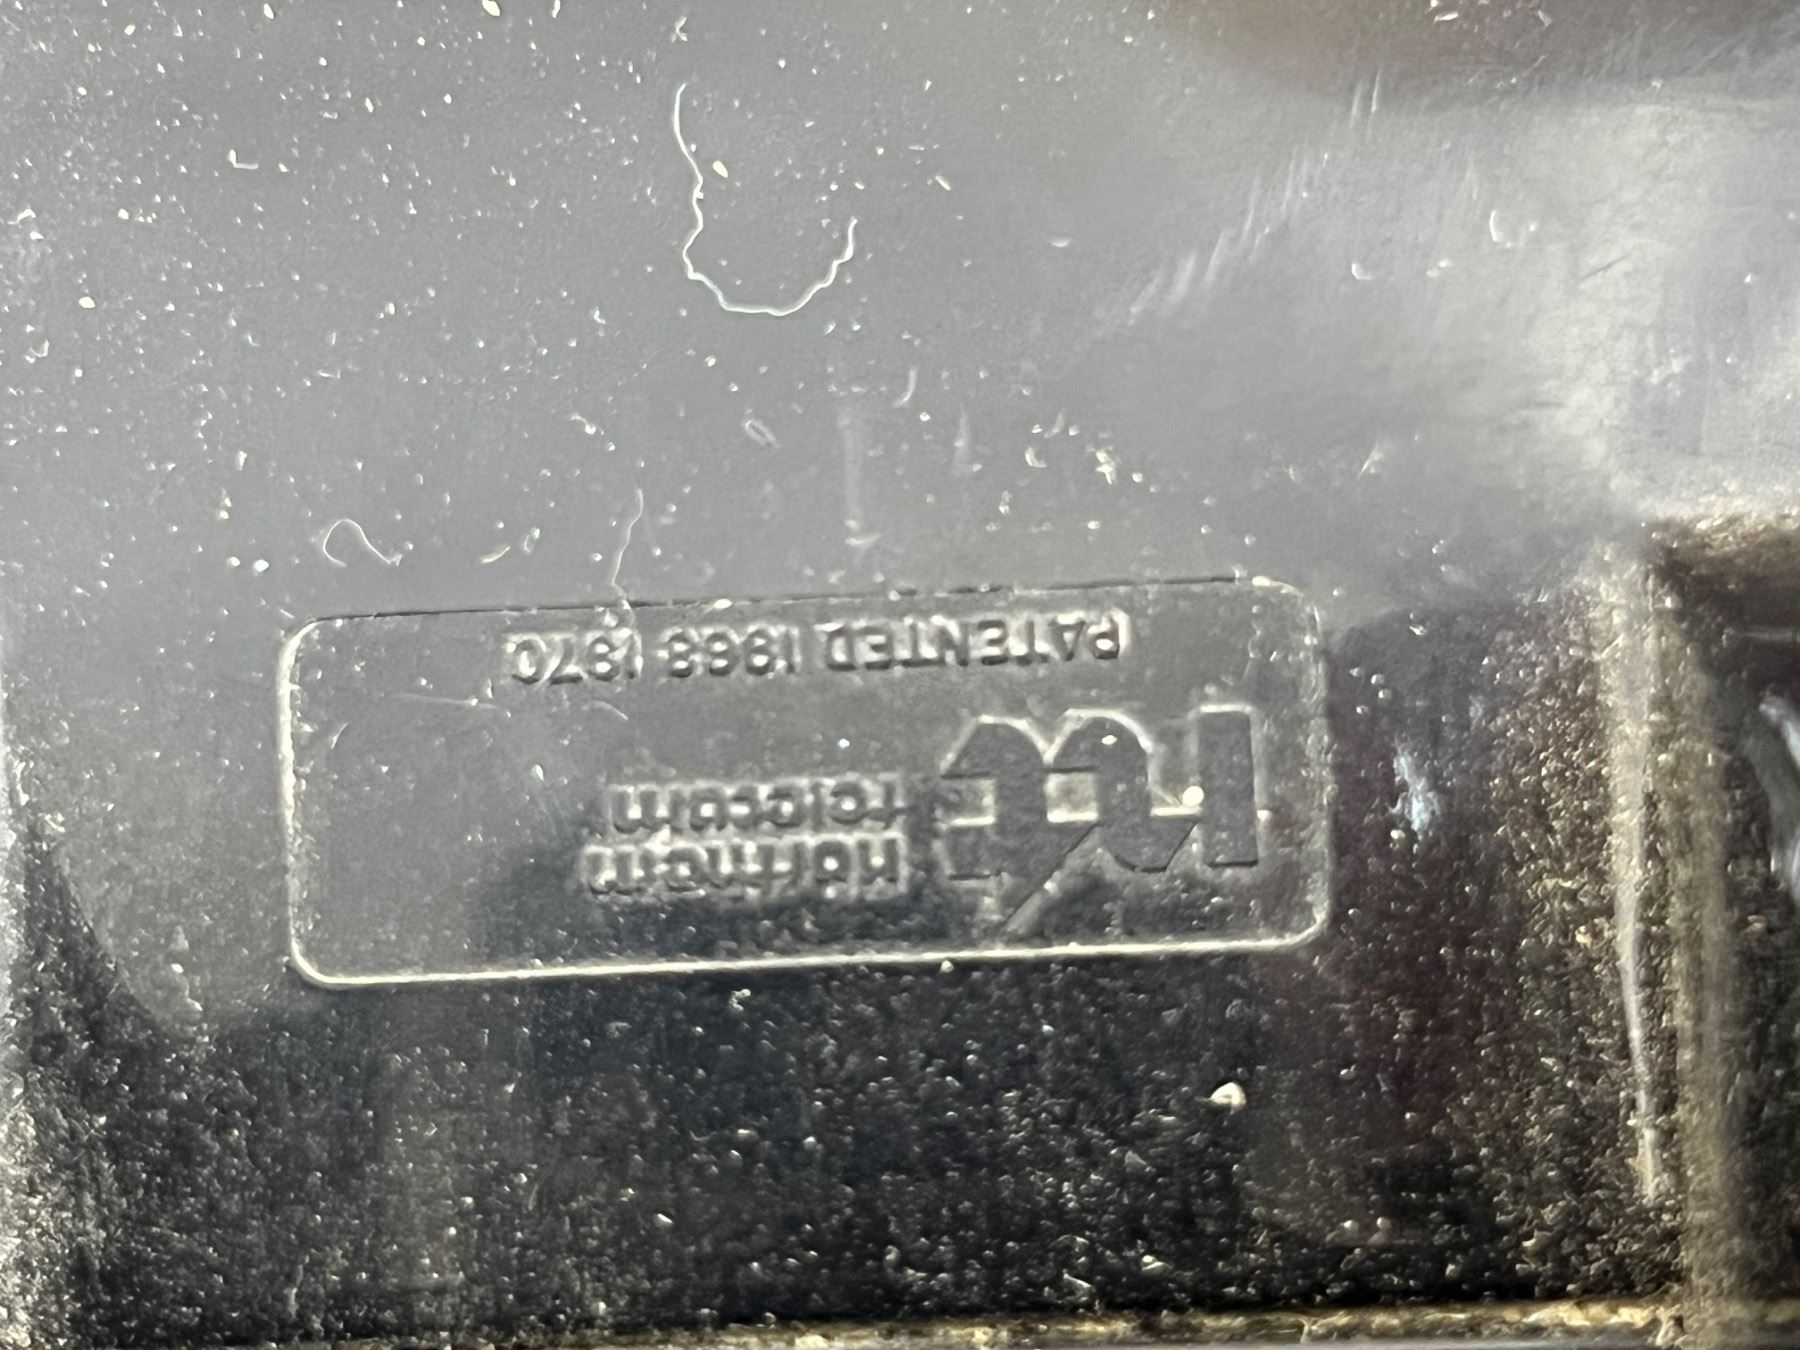 northern
telecom
PATENTED 1968 1970